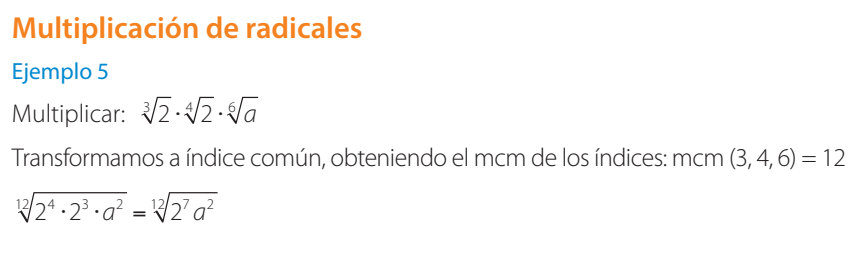 Multiplicación de radicales
Ejemplo 5
Multiplicar: ∛2 · ∜2 · ⁶√a
Transformamos a índice común, obteniendo el mcm de los índices: mcm (3, 4, 6) = 12
¹²√(2⁴ · 2³ · a²) = ¹²√(2⁷ a²)